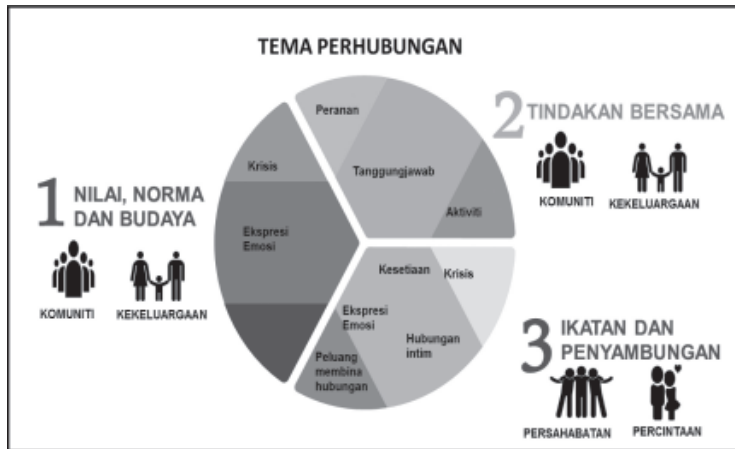 TEMA PERHUBUNGAN
1
NILAI, NORMA
DAN BUDAYA
KOMUNITI
KEKELUARGAAN
Krisis
Ekspresi
Emosi
Peranan
Tanggungjawab
Aktiviti
2
TINDAKAN BERSAMA
KOMUNITI
KEKELUARGAAN
Kesetiaan
Krisis
Ekspresi
Emosi
Hubungan
intim
Peluang
membina
hubungan
3
IKATAN DAN
PENYAMBUNGAN
PERSAHABATAN
PERCINTAAN